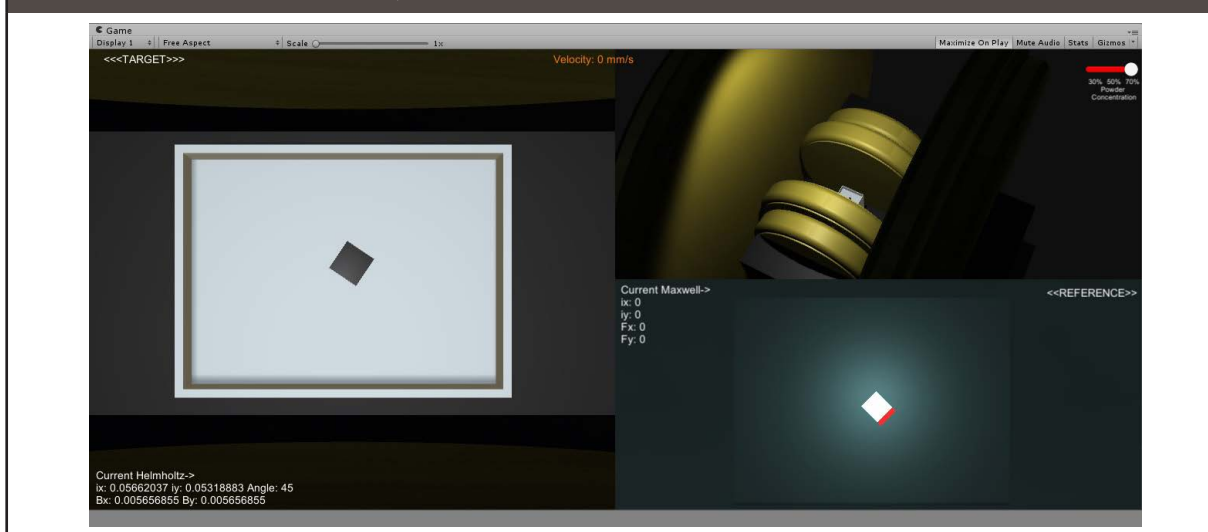 Game
Display 1 Free Aspect Scale 1x Maximize On Play Mute Audio Stats Gizmos
<<<TARGET>>>
Velocity: 0 mm/s
30% 50% 70%
Powder
Concentration
Current Maxwell->
ix: 0
iy: 0
Fx: 0
Fy: 0
<<REFERENCE>>
Current Helmholtz->
ix: 0.05662037 iy: 0.05318883 Angle: 45
Bx: 0.005656855 By: 0.005656855